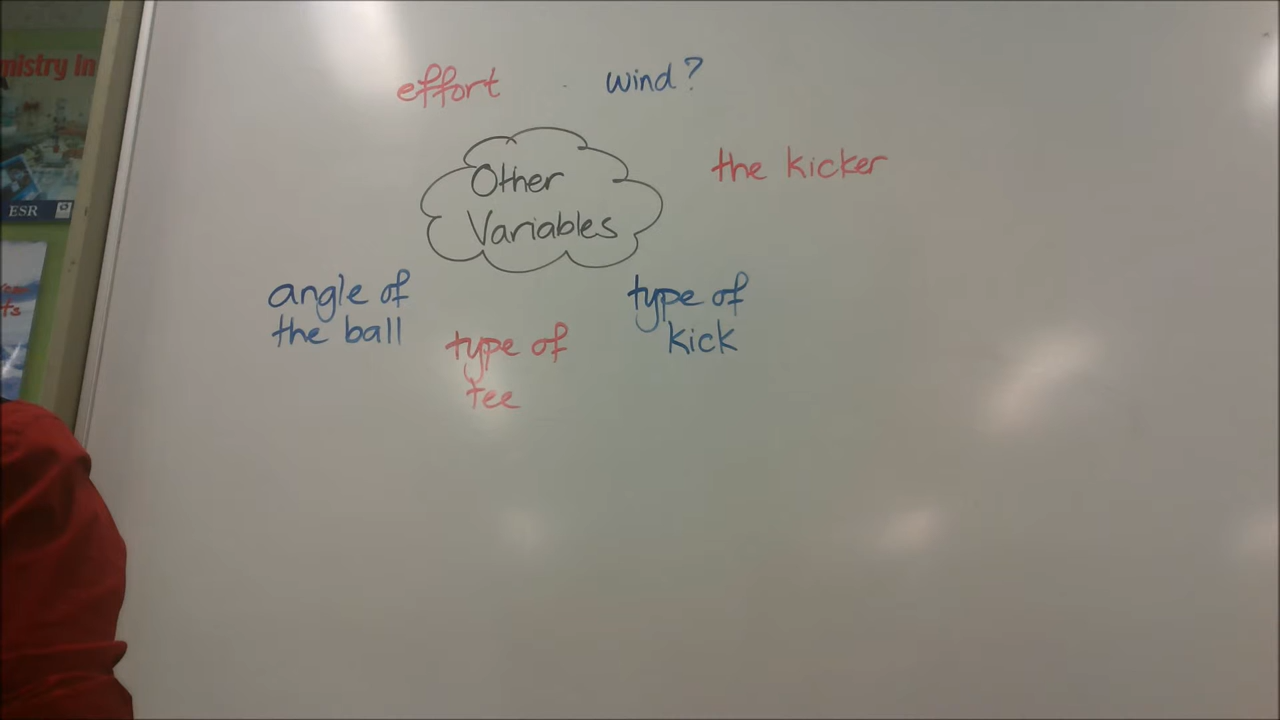 mistry in
ESR
ts
effort
wind?
the kicker
Other
Variables
angle of
the ball
type of
tee
type of
kick